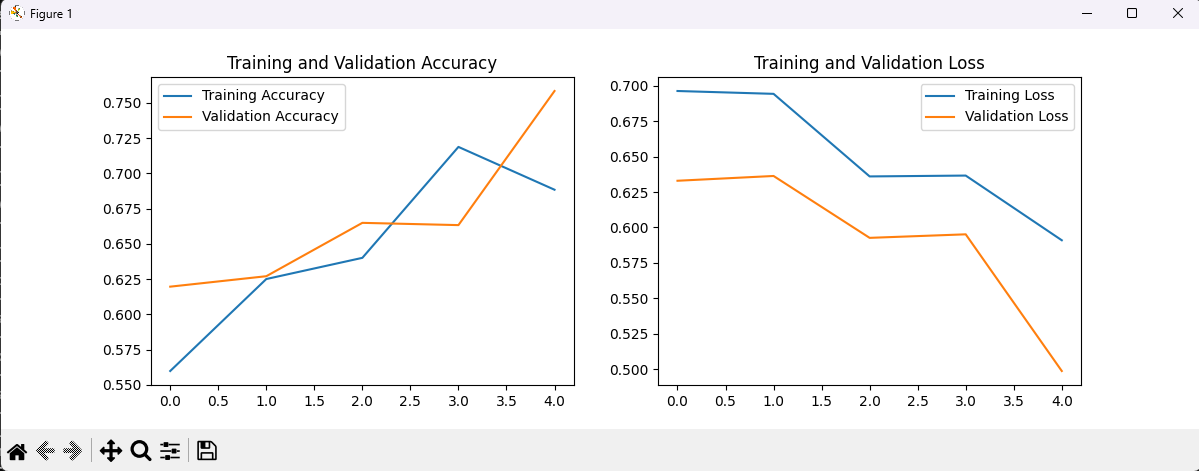 Figure 1
Training and Validation Accuracy
Training Accuracy
Validation Accuracy
0.750
0.725
0.700
0.675
0.650
0.625
0.600
0.575
0.550
0.0 0.5 1.0 1.5 2.0 2.5 3.0 3.5 4.0
Training and Validation Loss
Training Loss
Validation Loss
0.700
0.675
0.650
0.625
0.600
0.575
0.550
0.525
0.500
0.0 0.5 1.0 1.5 2.0 2.5 3.0 3.5 4.0